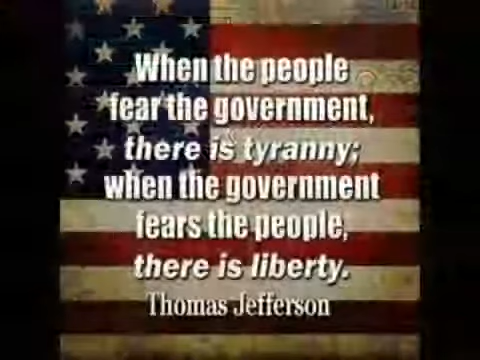 When the people
fear the government,
there is tyranny;
when the government
fears the people,
there is liberty.
Thomas Jefferson